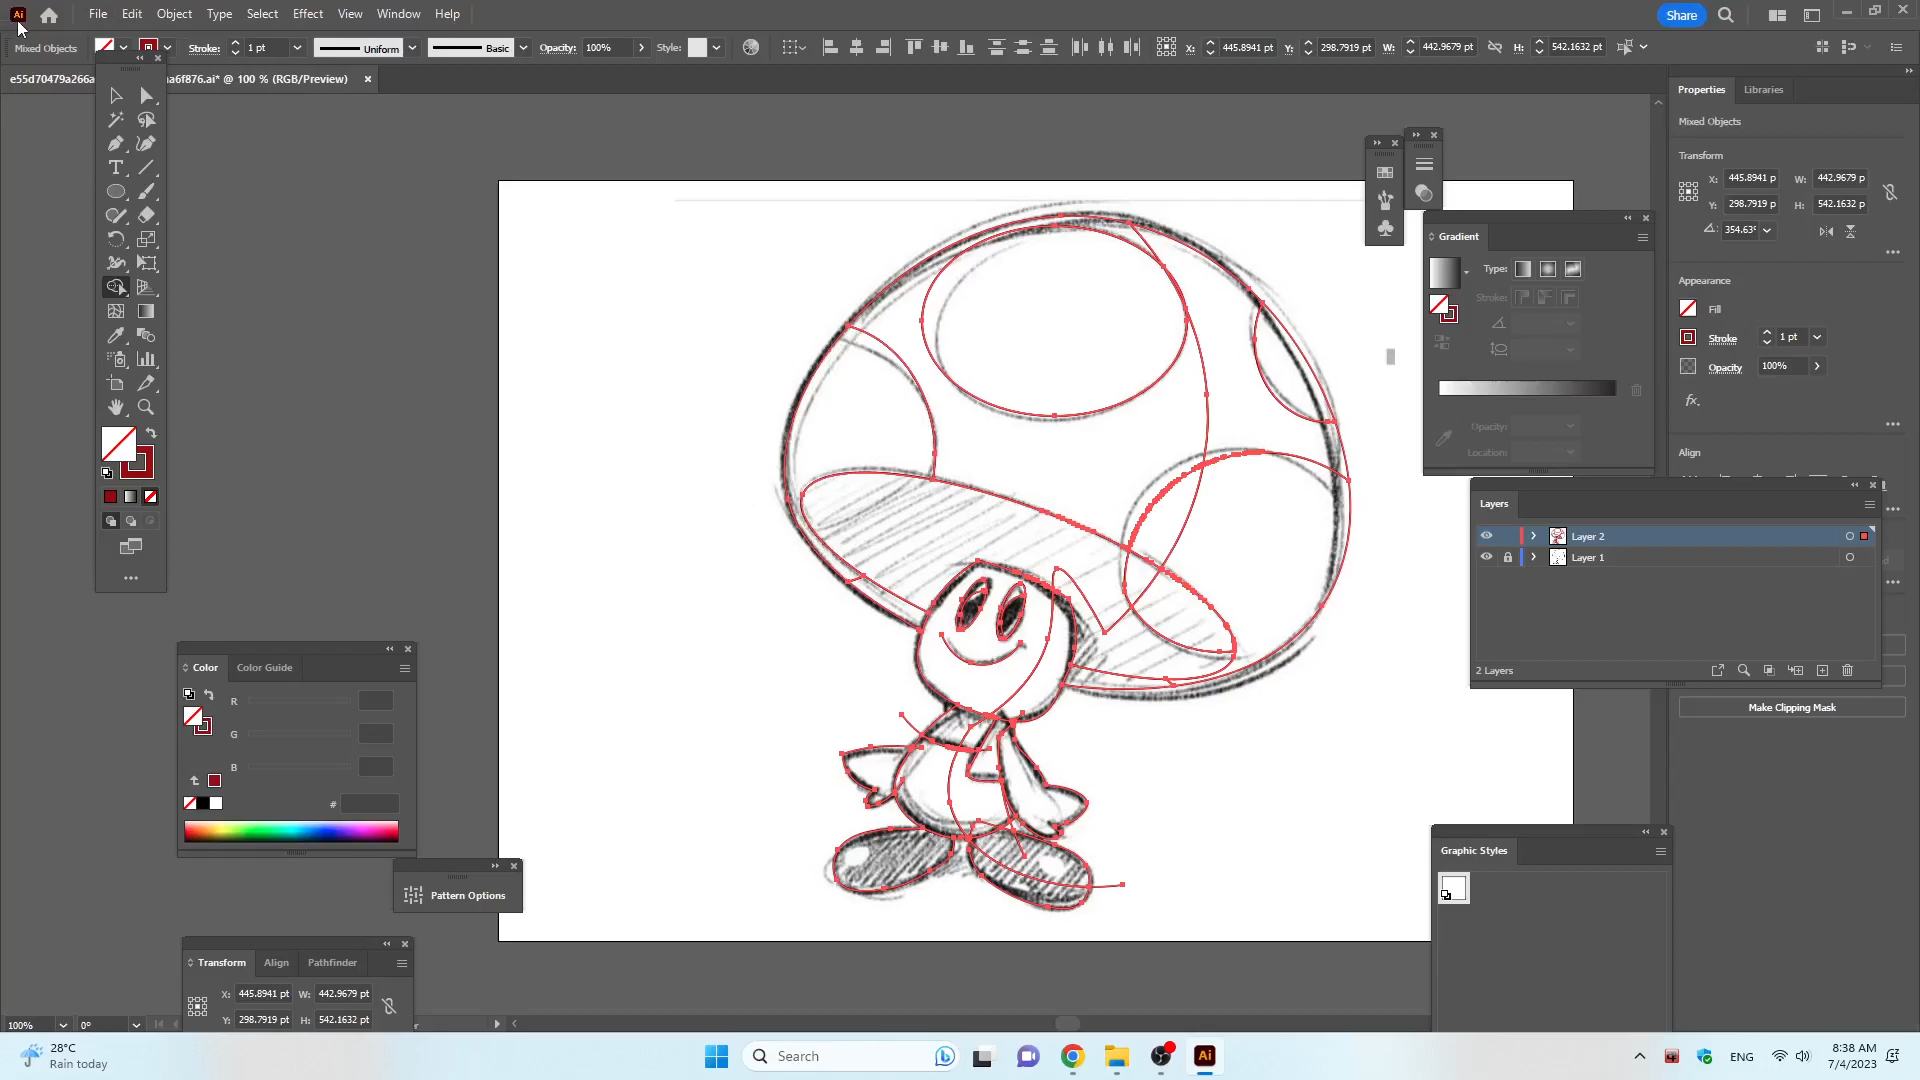 Ai File Edit Object Type Select Effect View Window Help Share
Mixed Objects Stroke: 1 pt Uniform Basic Opacity: 100% Style: X: 445.8941 pt Y: 298.7919 pt W: 442.9679 pt H: 542.1632 pt
e55d70479a266a a6f876.ai* @ 100 % (RGB/Preview)
Properties Libraries
Mixed Objects
Transform
X: 445.8941 p W: 442.9679 p
Y: 298.7919 p H: 542.1632 p
354.63°
Appearance
Fill
Stroke 1 pt
Opacity 100%
fx.
Align
Make Clipping Mask
Gradient
Type:
Stroke:
Opacity:
Location:
Layers
Layer 2
Layer 1
2 Layers
Graphic Styles
Color Color Guide
R
G
B
#
Pattern Options
Transform Align Pathfinder
X: 445.8941 pt W: 442.9679 pt
Y: 298.7919 pt H: 542.1632 pt
100% 0°
28°C
Rain today
Search
Ai
ENG
8:38 AM
7/4/2023